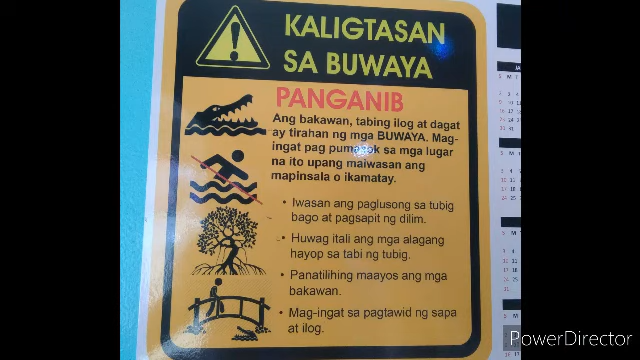 KALIGTASAN
SA BUWAYA
PANGANIB
Ang bakawan, tabing ilog at dagat
ay tirahan ng mga BUWAYA. Mag-
ingat pag pumasok sa mga lugar
na ito upang maiwasan ang
mapinsala o ikamatay.
• Iwasan ang paglusong sa tubig
bago at pagsapit ng dilim.
• Huwag itali ang mga alagang
hayop sa tabi ng tubig.
• Panatilihing maayos ang mga
bakawan.
• Mag-ingat sa pagtawid ng sapa
at ilog.
PowerDirector